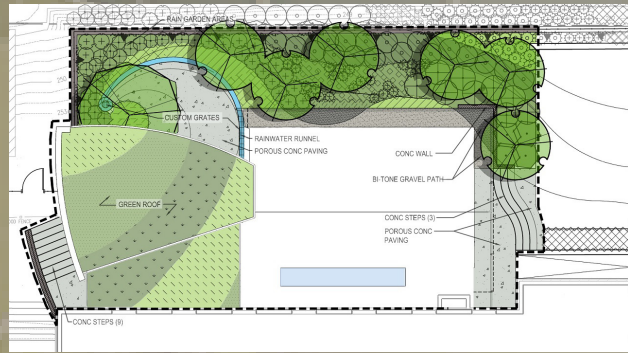 RAIN GARDEN AREAS
CUSTOM GRATES
RAINWATER RUNNEL
POROUS CONC PAVING
CONC WALL
BI-TONE GRAVEL PATH
GREEN ROOF
CONC STEPS (3)
POROUS CONC
PAVING
CONC STEPS (9)